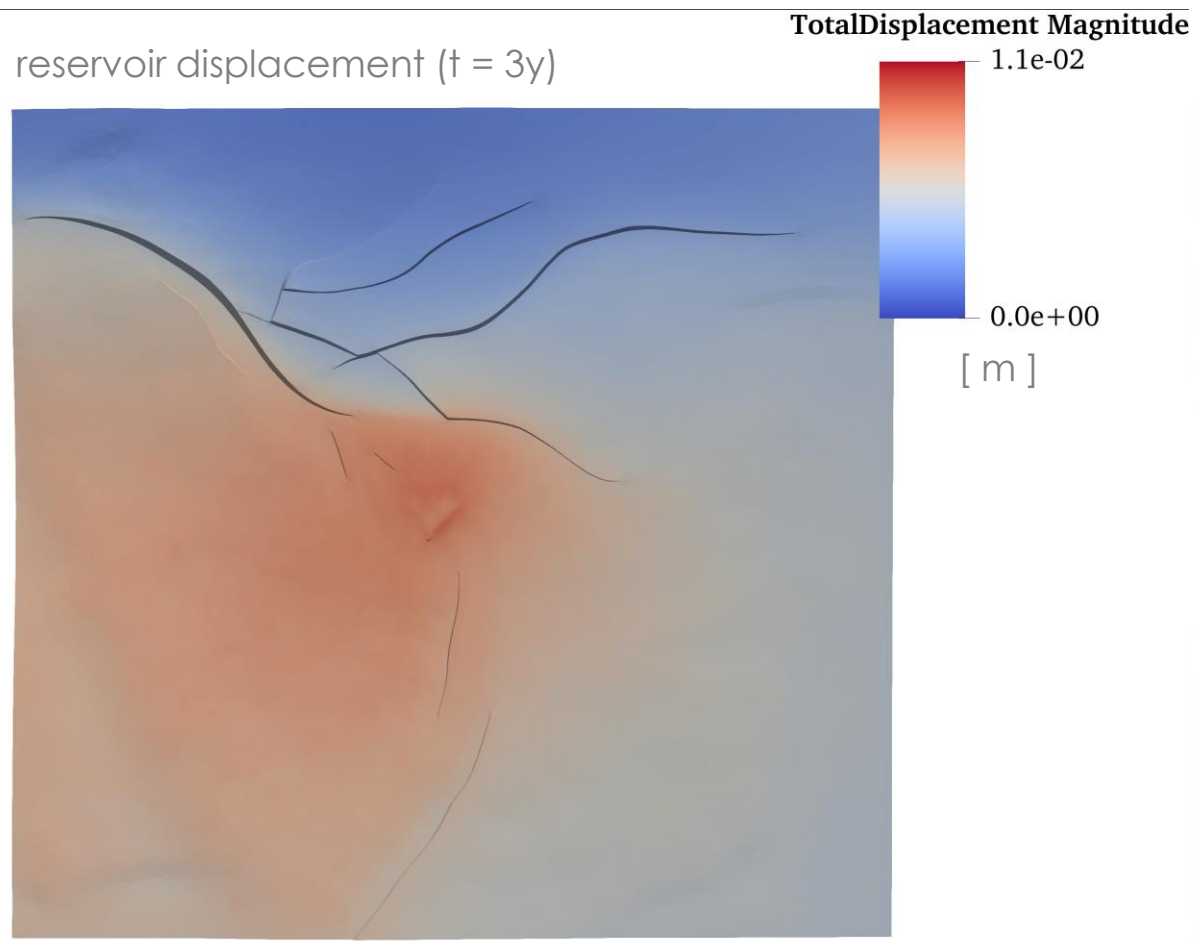 TotalDisplacement Magnitude
reservoir displacement (t = 3y)
1.1e-02
0.0e+00
[ m ]